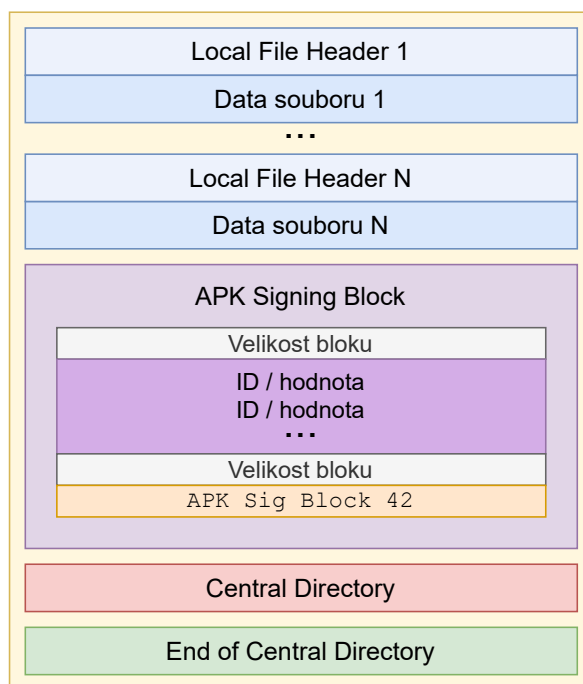 Local File Header 1
Data souboru 1
...
Local File Header N
Data souboru N
APK Signing Block
Velikost bloku
ID / hodnota
ID / hodnota
...
Velikost bloku
APK Sig Block 42
Central Directory
End of Central Directory